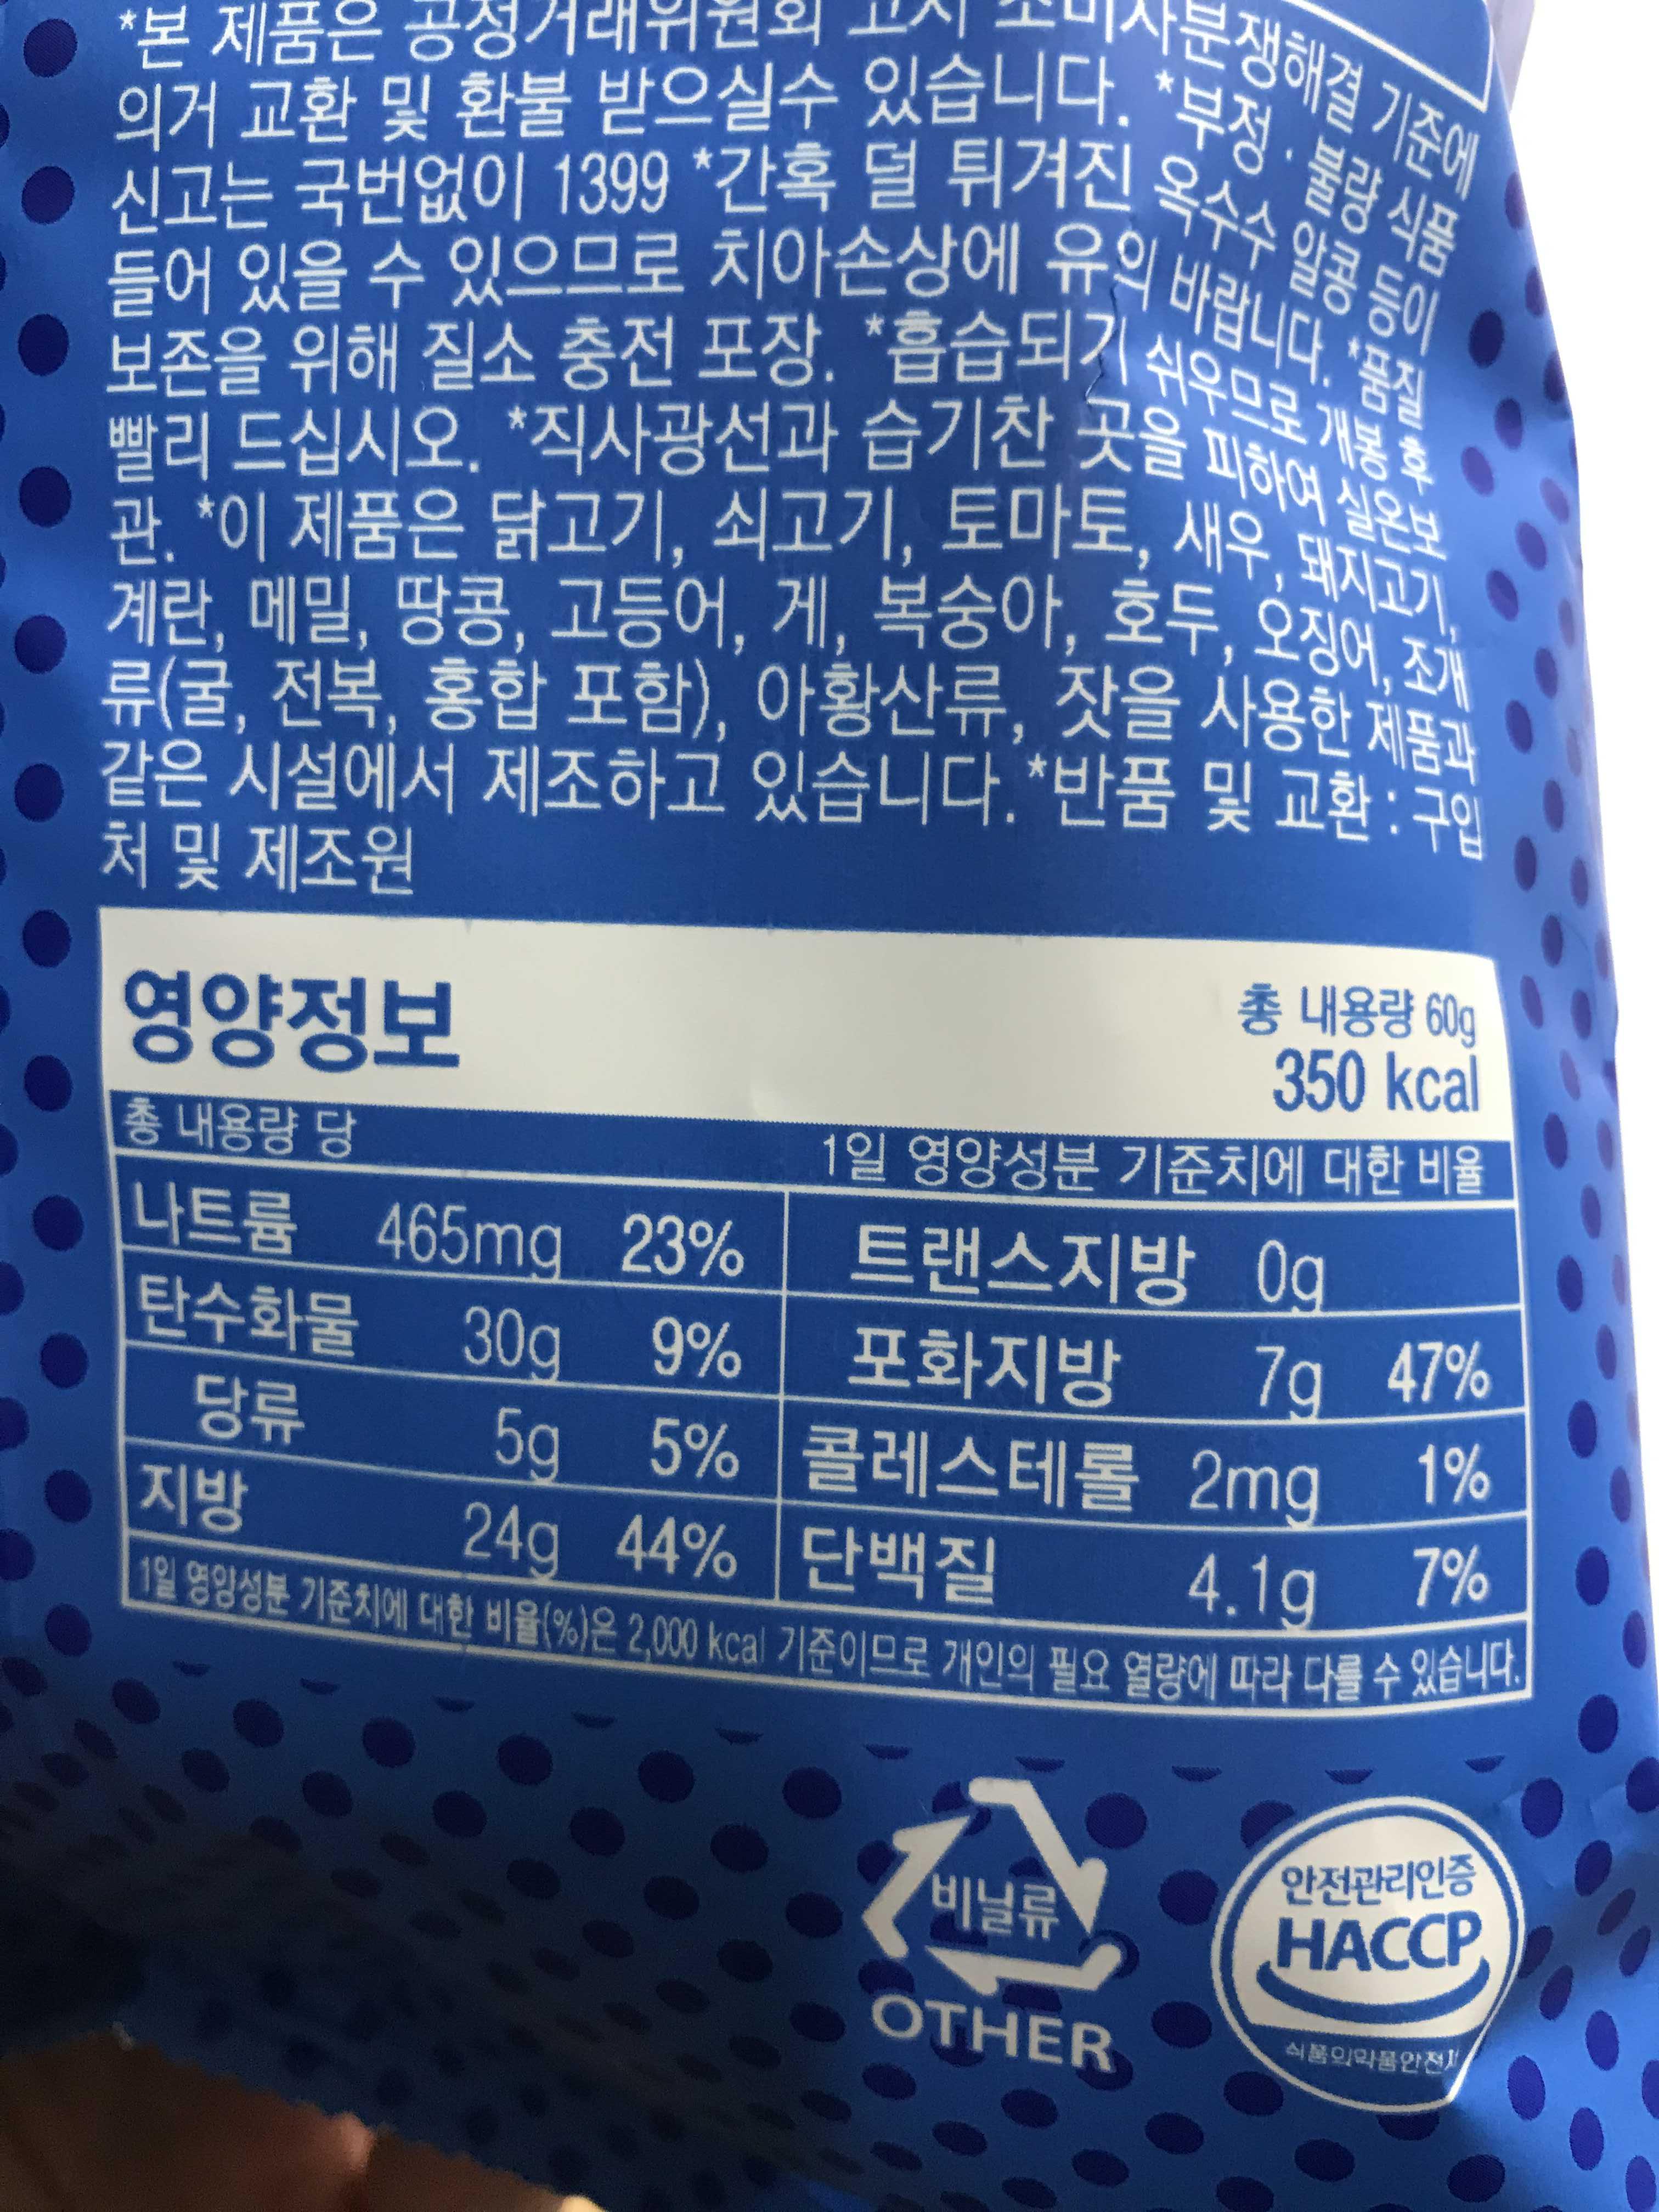 *본 제품은 공정거래위원회 고시 소비자분쟁해결 기준에
의거 교환 및 환불 받으실수 있습니다. *부정·불량 식품
신고는 국번없이 1399 *간혹 덜 튀겨진 옥수수 알콩 등이
들어 있을 수 있으므로 치아손상에 유의 바랍니다. *품질
보존을 위해 질소 충전 포장. *흡습되기 쉬우므로 개봉 후
빨리 드십시오. *직사광선과 습기찬 곳을 피하여 실온보
관. *이 제품은 닭고기, 쇠고기, 토마토, 새우, 돼지고기,
계란, 메밀, 땅콩, 고등어, 게, 복숭아, 호두, 오징어, 조개
류(굴, 전복, 홍합 포함), 아황산류, 잣을 사용한 제품과
같은 시설에서 제조하고 있습니다. *반품 및 교환 : 구입
처 및 제조원
영양정보
총 내용량 60g
350 kcal
총 내용량 당
1일 영양성분 기준치에 대한 비율
나트륨 465mg 23% 트랜스지방 0g
탄수화물 30g 9% 포화지방 7g 47%
당류 5g 5% 콜레스테롤 2mg 1%
지방 24g 44% 단백질 4.1g 7%
1일 영양성분 기준치에 대한 비율(%)은 2,000 kcal 기준이므로 개인의 필요 열량에 따라 다를 수 있습니다.
비닐류
OTHER
안전관리인증
HACCP
식품의약품안전처